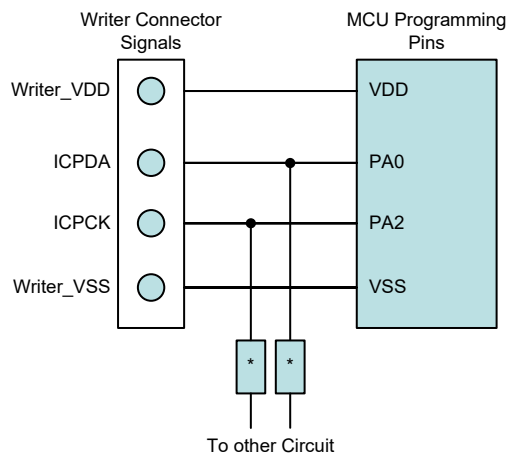 Writer Connector
Signals
MCU Programming
Pins
Writer_VDD
VDD
ICPDA
PA0
ICPCK
PA2
Writer_VSS
VSS
* *
To other Circuit